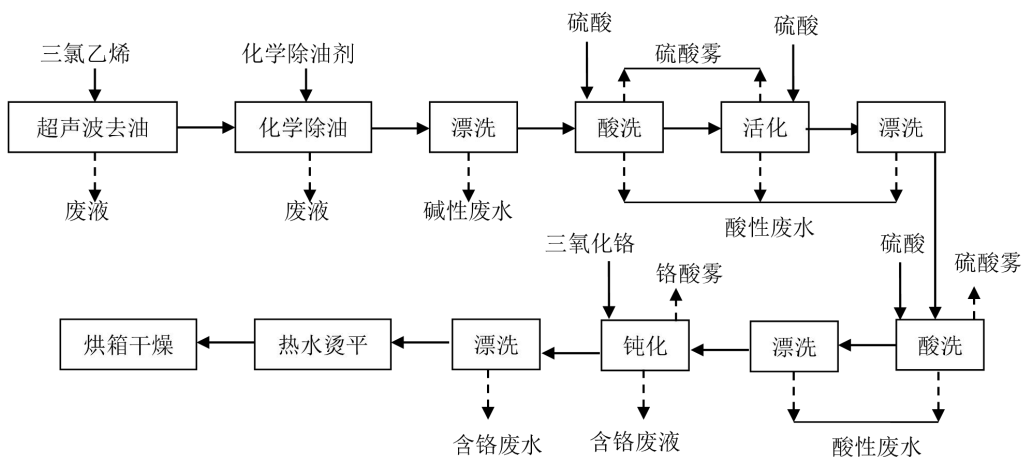 三氯乙烯
化学除油剂
硫酸
硫酸雾
硫酸
超声波去油
化学除油
漂洗
酸洗
活化
漂洗
废液
废液
碱性废水
酸性废水
三氧化铬
铬酸雾
硫酸
硫酸雾
烘箱干燥
热水烫平
漂洗
钝化
漂洗
酸洗
含铬废水
含铬废液
酸性废水